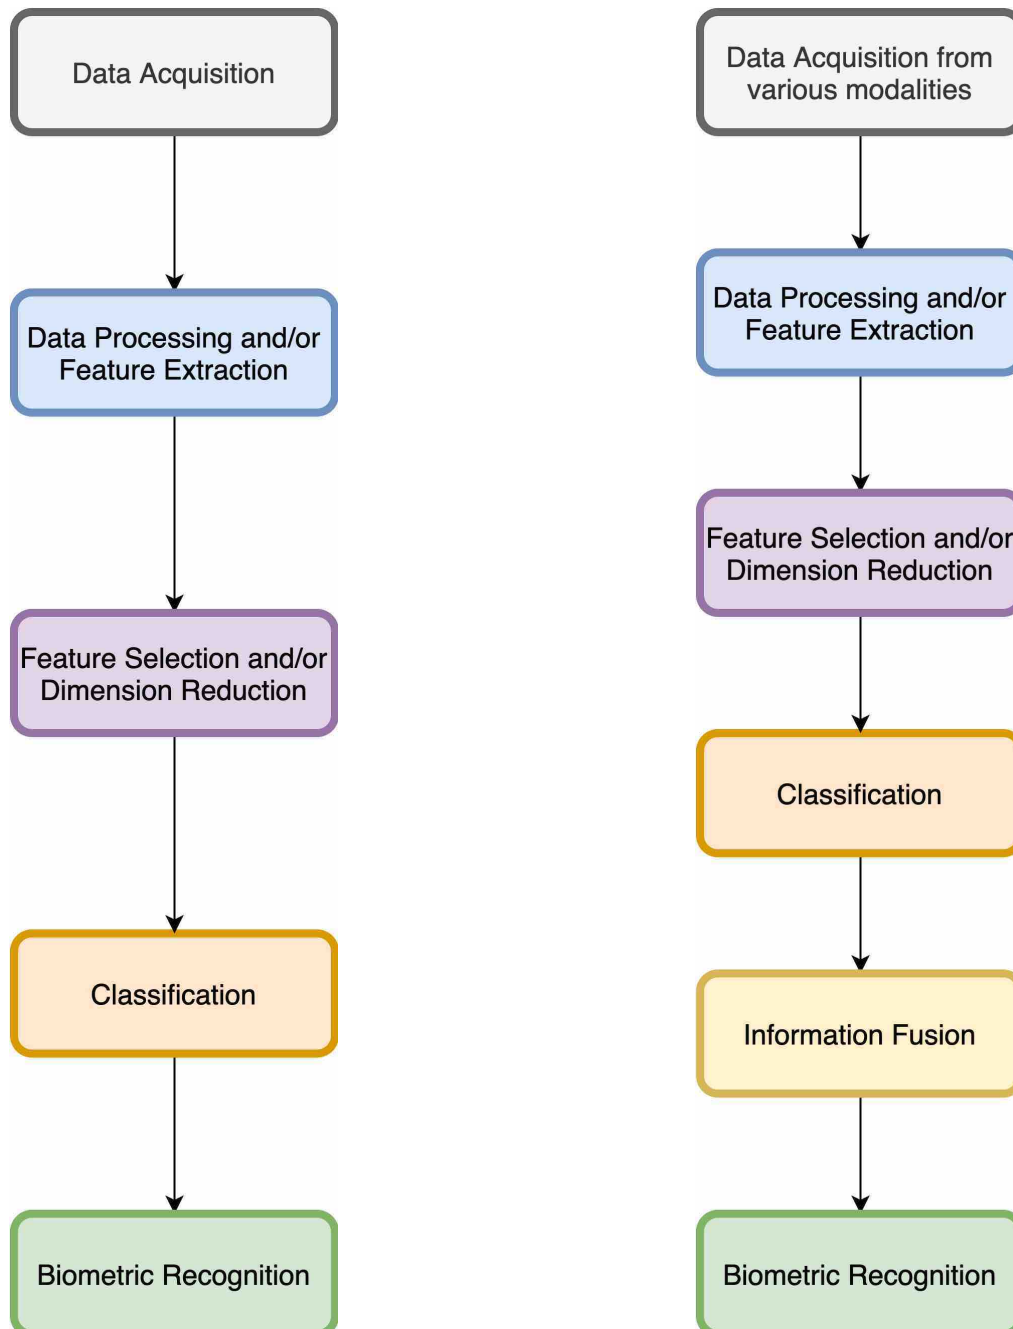 Data Acquisition
Data Processing and/or
Feature Extraction
Feature Selection and/or
Dimension Reduction
Classification
Biometric Recognition
Data Acquisition from
various modalities
Data Processing and/or
Feature Extraction
Feature Selection and/or
Dimension Reduction
Classification
Information Fusion
Biometric Recognition